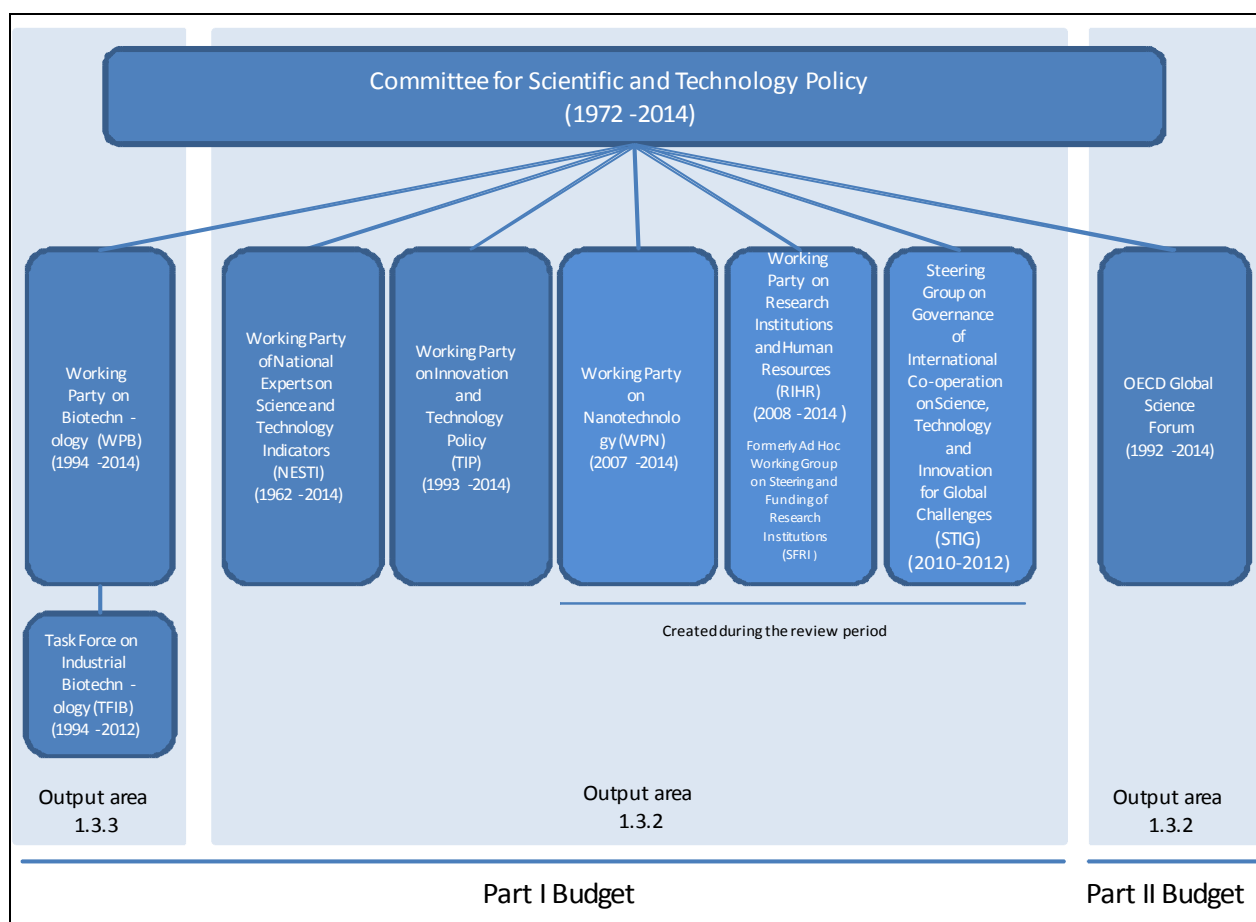 Committee for Scientific and Technology Policy
(1972 -2014)
Working
Party on
Biotechn -
ology (WPB)
(1994 -2014)
Working Party
of National
Experts on
Science and
Technology
Indicators
(NESTI)
(1962 -2014)
Working Party
on Innovation
and
Technology
Policy
(TIP)
(1993 -2014)
Working Party
on
Nanotechnolo
gy (WPN)
(2007 -2014)
Working
Party on
Research
Institutions
and Human
Resources
(RIHR)
(2008 -2014 )
Formerly Ad Hoc
Working Group
on Steering and
Funding of
Research
Institutions
(SFRI )
Steering
Group on
Governance
of
International
Co-operation
on Science,
Technology
and
Innovation
for Global
Challenges
(STIG)
(2010-2012)
OECD Global
Science
Forum
(1992 -2014)
Task Force on
Industrial
Biotechn -
ology (TFIB)
(1994 -2012)
Created during the review period
Output area
1.3.3
Output area
1.3.2
Output area
1.3.2
Part I Budget
Part II Budget